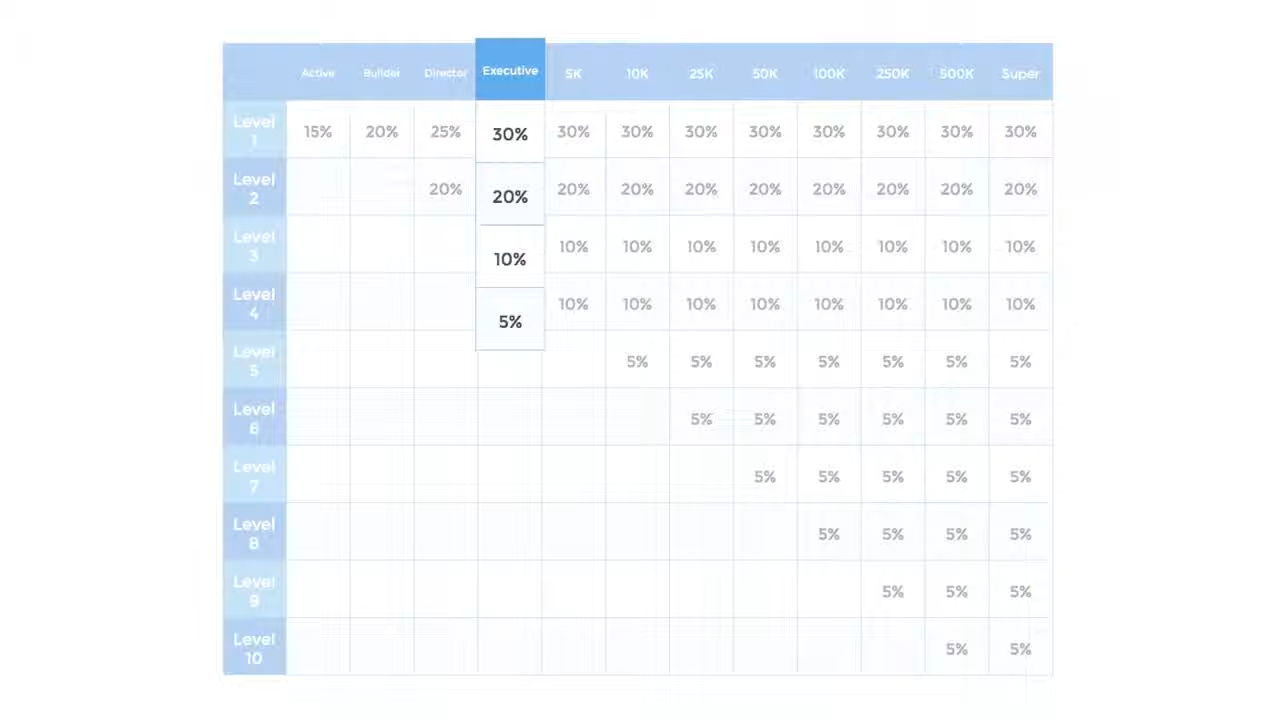 Active Builder Director Executive 5K 10K 25K 50K 100K 250K 500K Super
Level 1 15% 20% 25% 30% 30% 30% 30% 30% 30% 30% 30% 30%
Level 2 20% 20% 20% 20% 20% 20% 20% 20% 20% 20%
Level 3 10% 10% 10% 10% 10% 10% 10% 10% 10%
Level 4 5% 10% 10% 10% 10% 10% 10% 10% 10%
Level 5 5% 5% 5% 5% 5% 5% 5%
Level 6 5% 5% 5% 5% 5% 5%
Level 7 5% 5% 5% 5% 5%
Level 8 5% 5% 5% 5%
Level 9 5% 5% 5%
Level 10 5% 5%